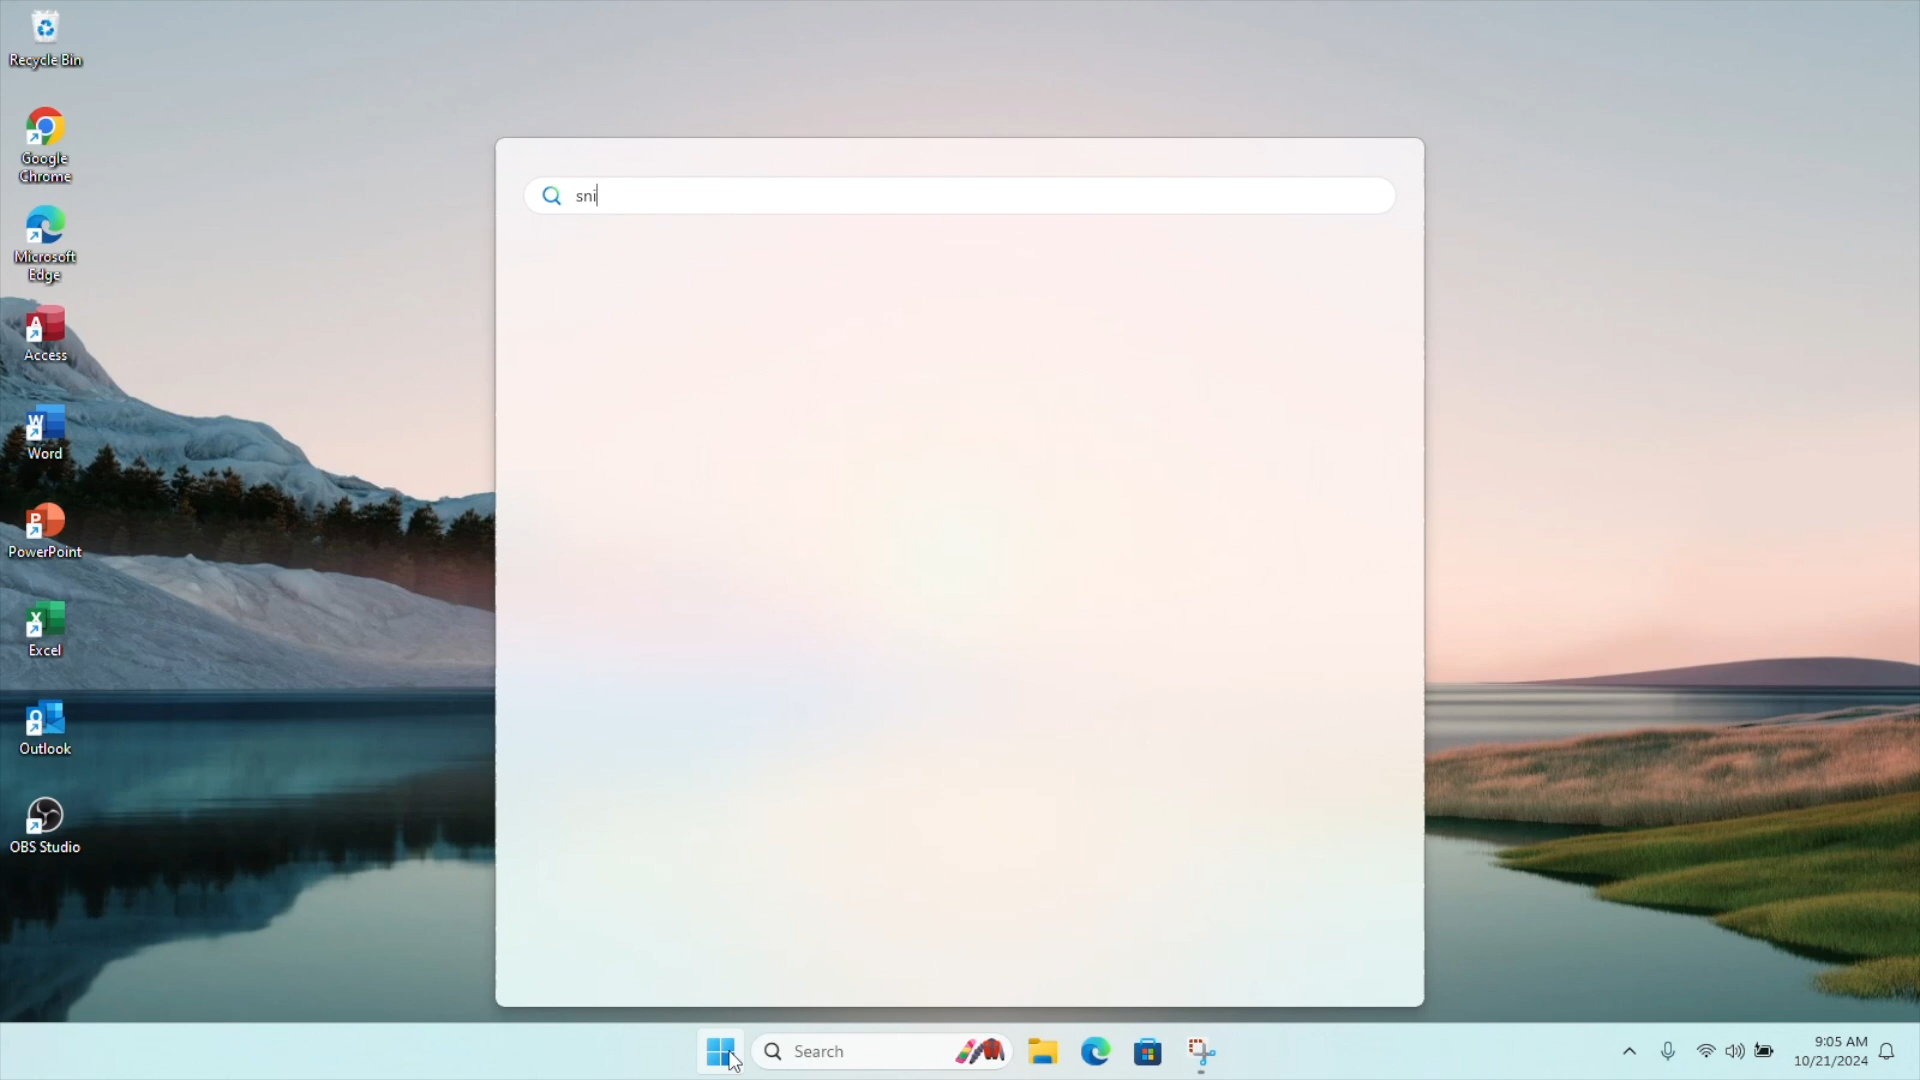 Recycle Bin
Google
Chrome
Microsoft
Edge
Access
Word
PowerPoint
Excel
Outlook
OBS Studio
sni
Search
9:05 AM
10/21/2024